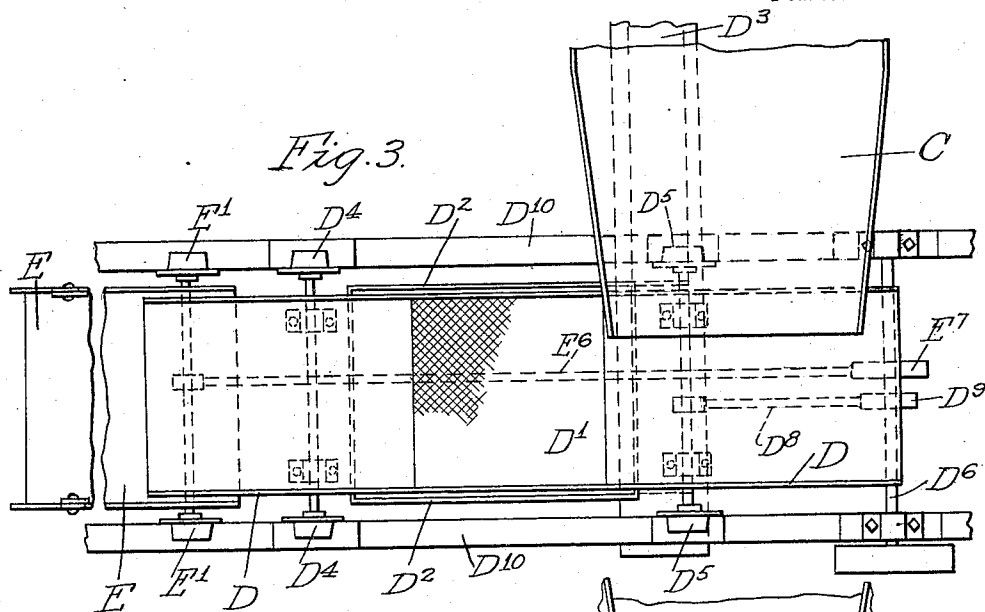 D³
Fig. 3.
C
E¹
D⁴
D²
D¹⁰
D⁵
E
E⁶
E⁷
D⁹
D¹
D⁸
D
D⁶
E
E¹
D
D⁴
D²
D¹⁰
D⁵